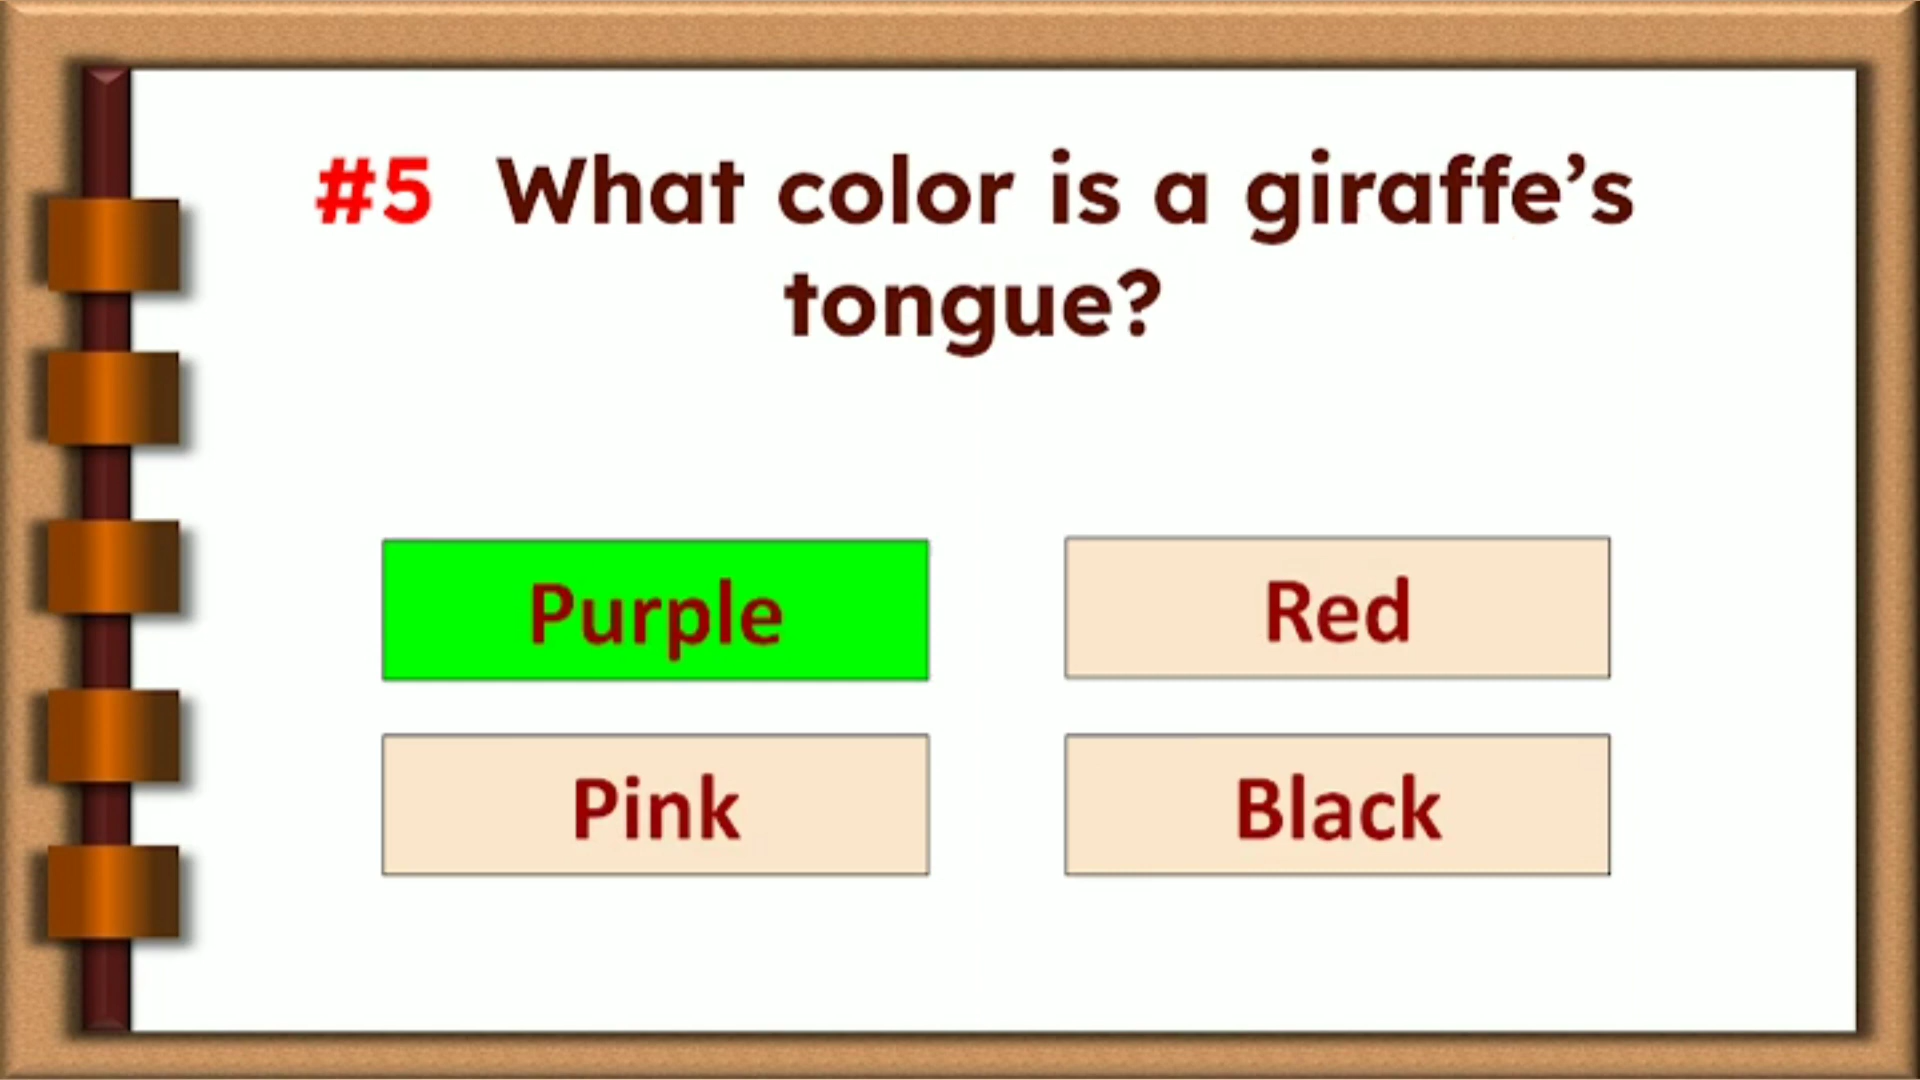 #5 What color is a giraffe’s
tongue?
Purple
Red
Pink
Black